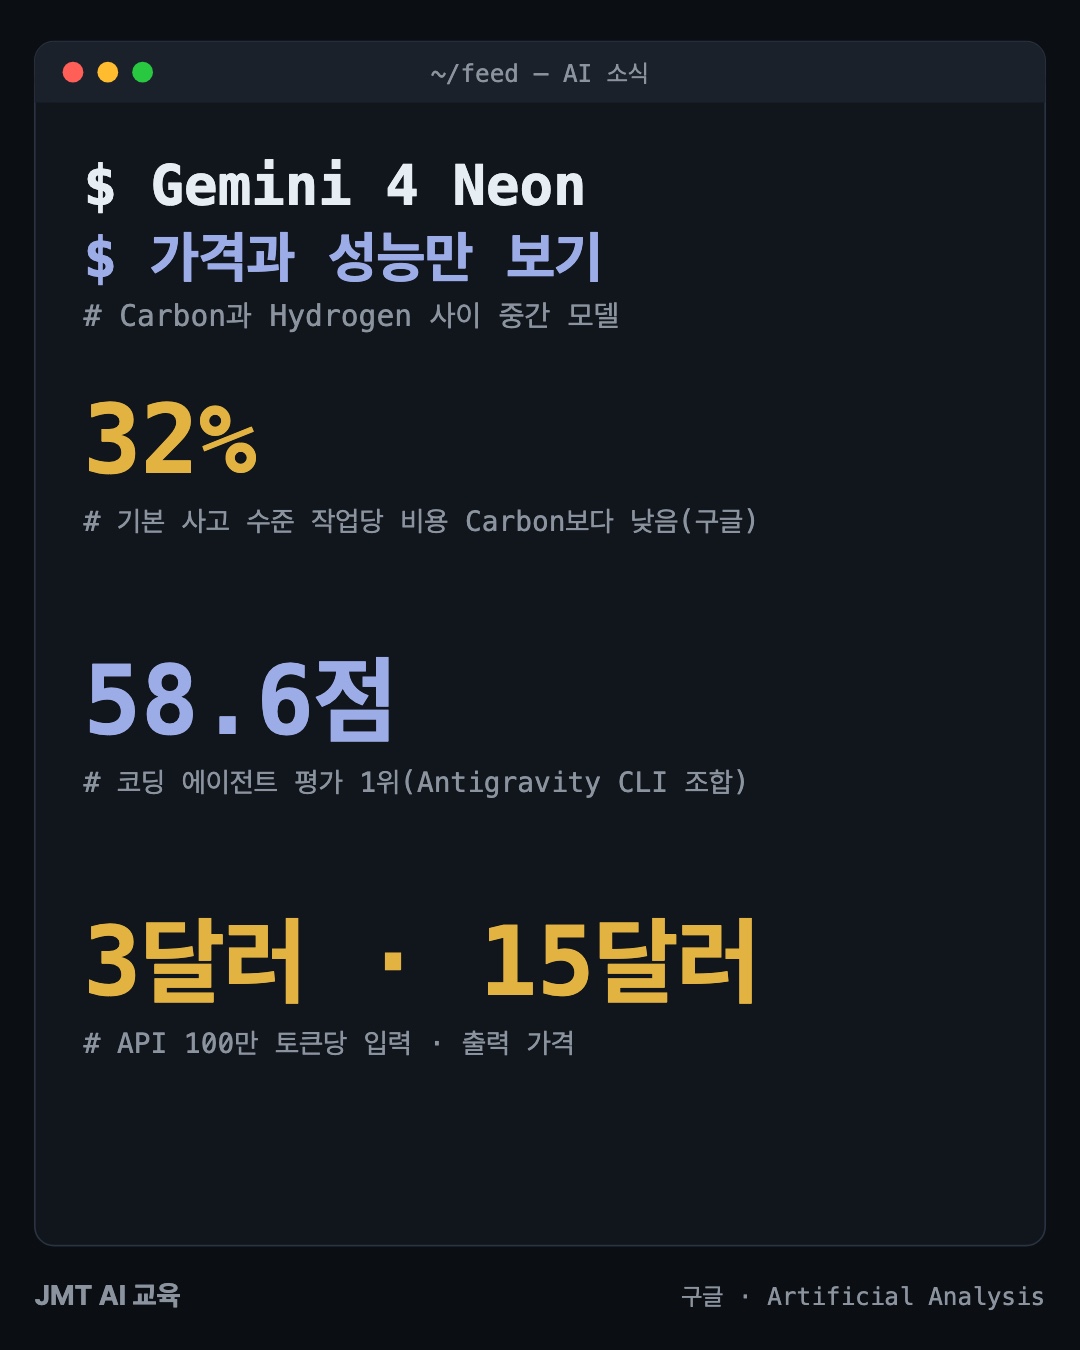 ~/feed — AI 소식
$ Gemini 4 Neon
$ 가격과 성능만 보기
# Carbon과 Hydrogen 사이 중간 모델
32%
# 기본 사고 수준 작업당 비용 Carbon보다 낮음(구글)
58.6점
# 코딩 에이전트 평가 1위(Antigravity CLI 조합)
3달러 · 15달러
# API 100만 토큰당 입력 · 출력 가격
JMT AI 교육
구글 · Artificial Analysis